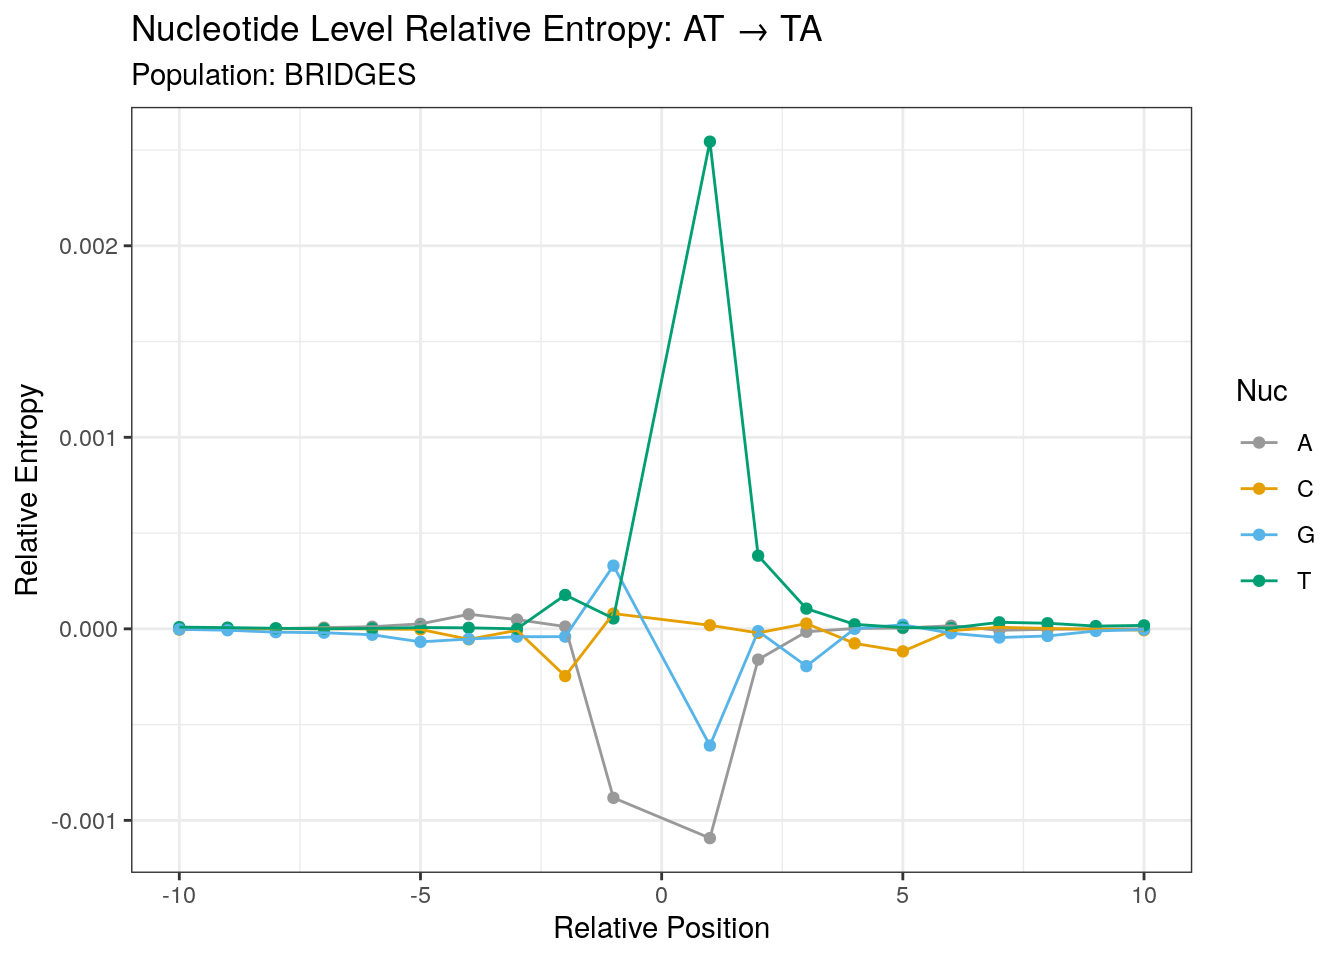 Nucleotide Level Relative Entropy: AT → TA
Population: BRIDGES
Relative Entropy
0.002
0.001
0.000
-0.001
-10
-5
0
5
10
Relative Position
Nuc
A
C
G
T